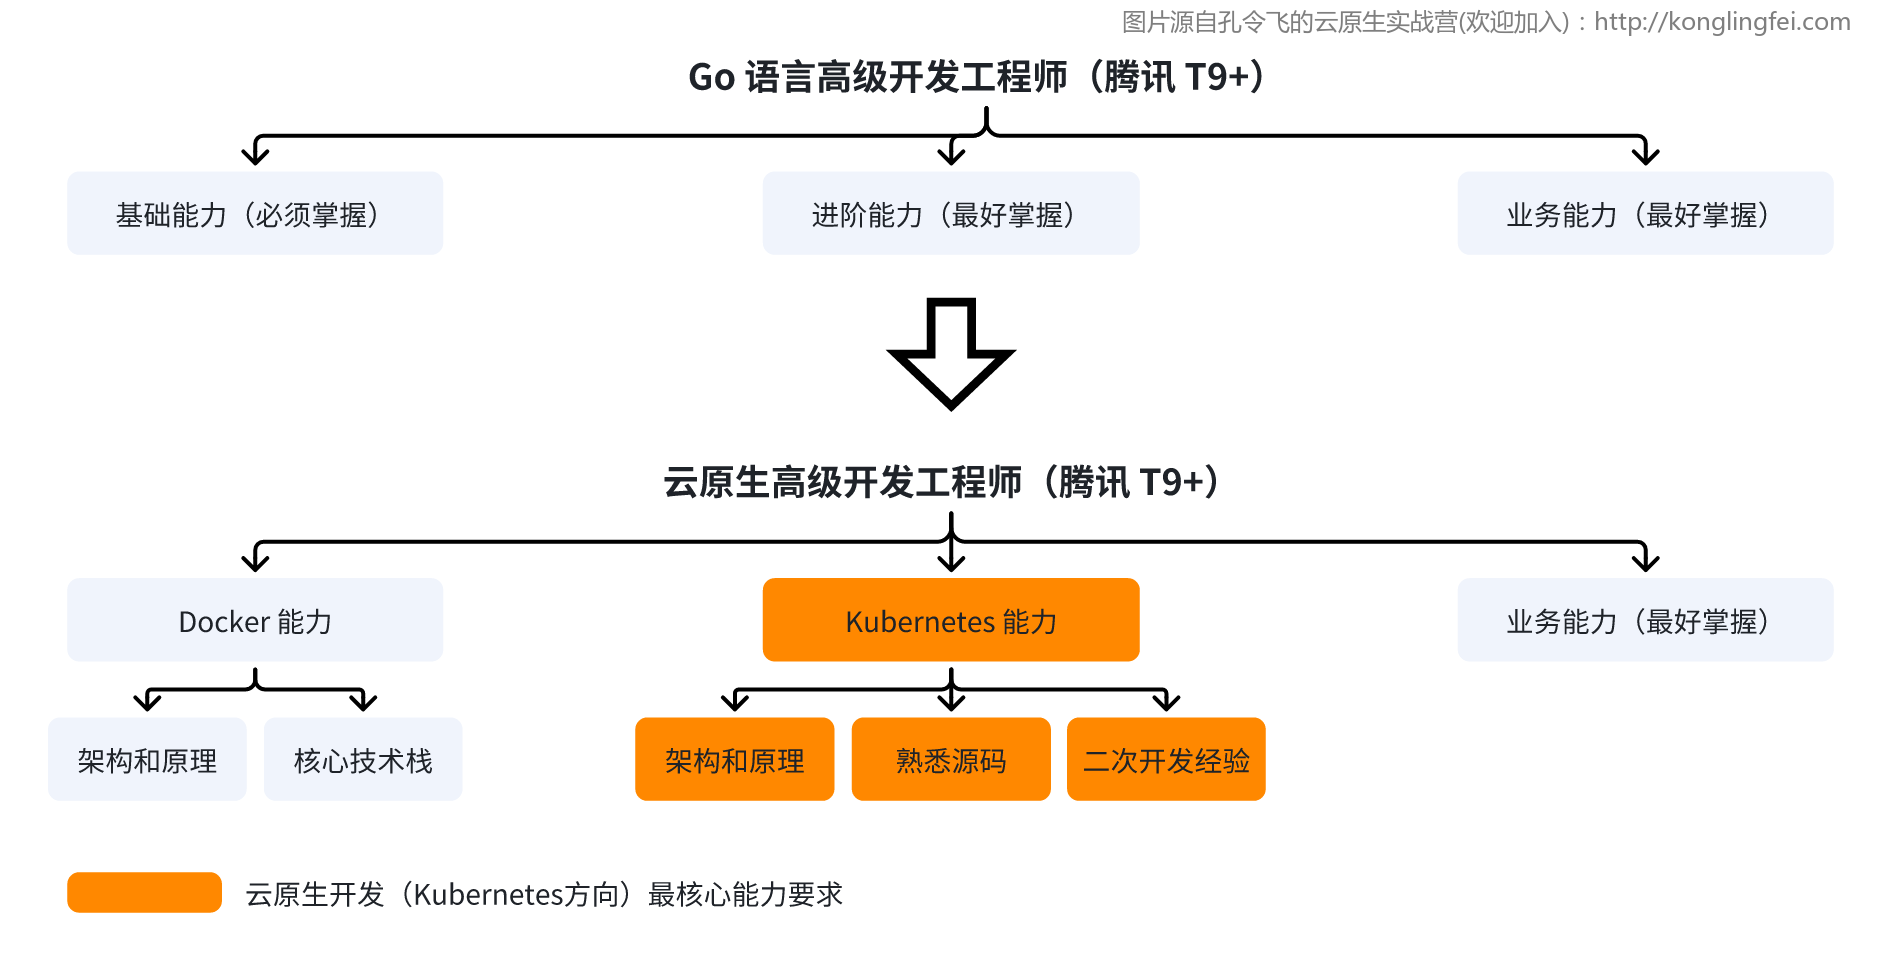 图片源自孔令飞的云原生实战营(欢迎加入)：http://konglingfei.com
Go 语言高级开发工程师（腾讯 T9+）
基础能力（必须掌握）
进阶能力（最好掌握）
业务能力（最好掌握）
云原生高级开发工程师（腾讯 T9+）
Docker 能力
Kubernetes 能力
业务能力（最好掌握）
架构和原理
核心技术栈
架构和原理
熟悉源码
二次开发经验
云原生开发（Kubernetes方向）最核心能力要求